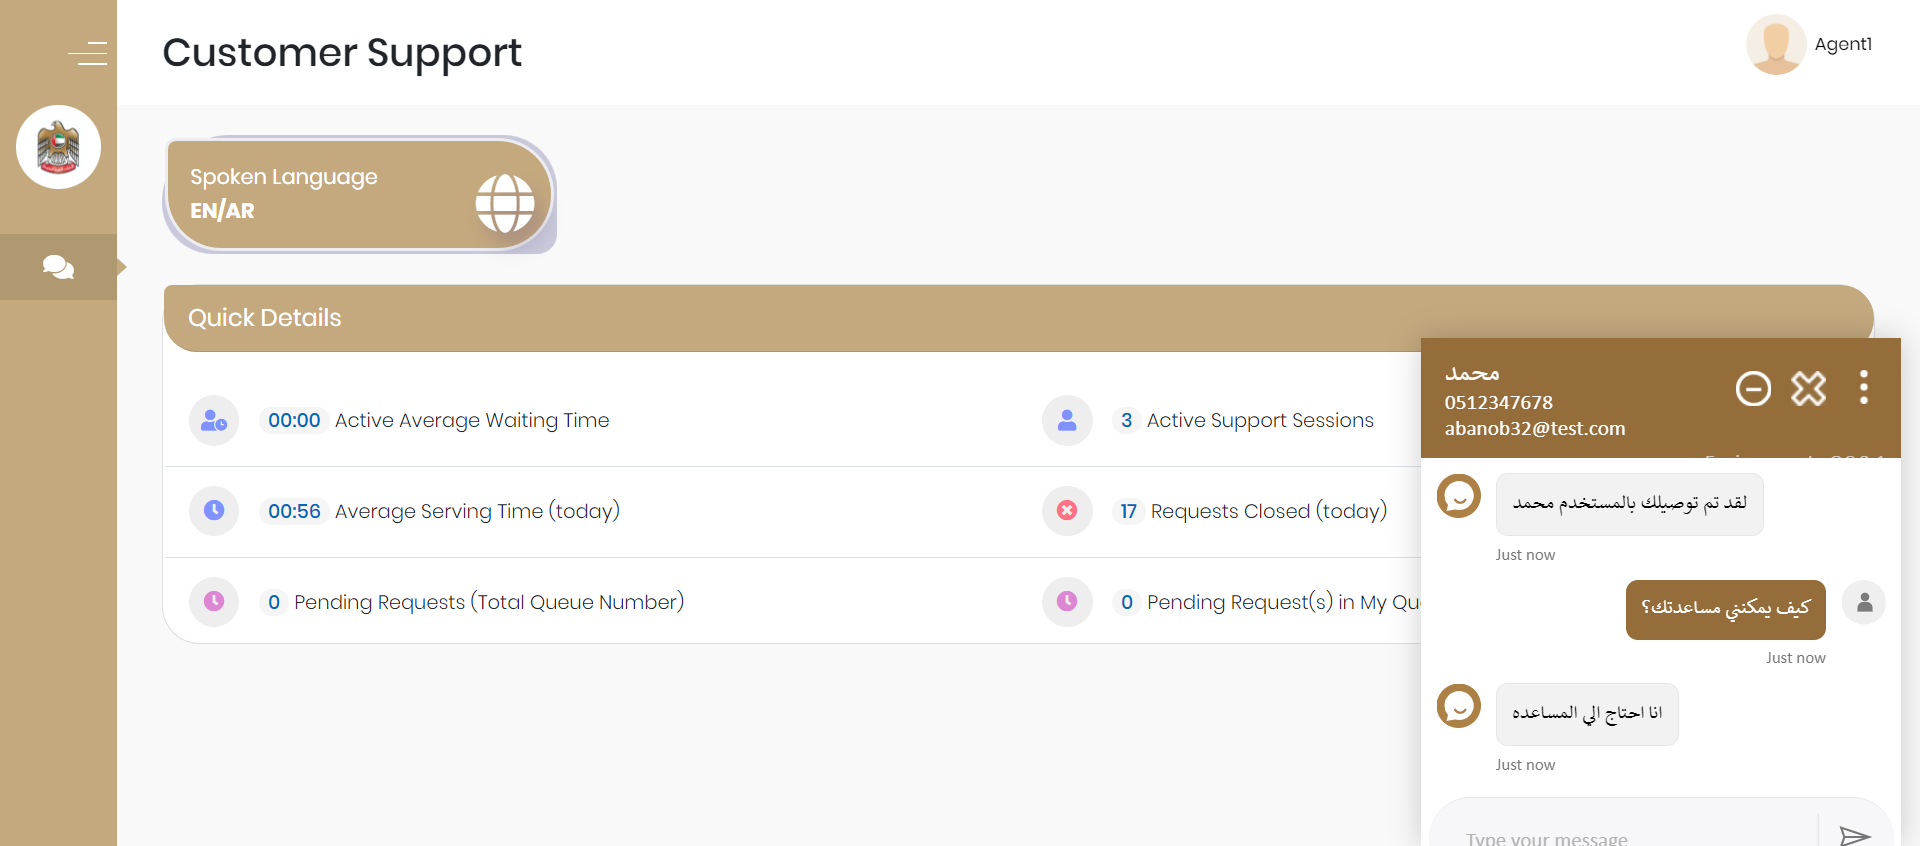 Customer Support
Agent1
Spoken Language
EN/AR
Quick Details
00:00 Active Average Waiting Time
3 Active Support Sessions
00:56 Average Serving Time (today)
17 Requests Closed (today)
0 Pending Requests (Total Queue Number)
0 Pending Request(s) in My Qu
محمد
0512347678
abanob32@test.com
لقد تم توصيلك بالمستخدم محمد
Just now
كيف يمكنني مساعدتك؟
Just now
انا احتاج الي المساعده
Just now
Type your message